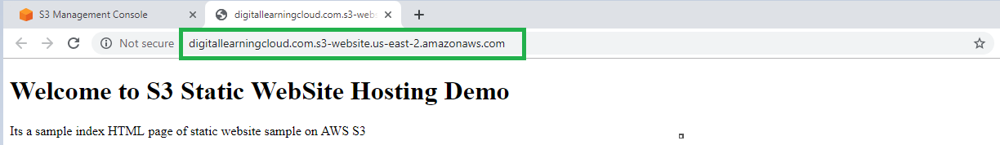 S3 Management Console
digitallearningcloud.com.s3-webs
Not secure
digitallearningcloud.com.s3-website.us-east-2.amazonaws.com
Welcome to S3 Static WebSite Hosting Demo
Its a sample index HTML page of static website sample on AWS S3